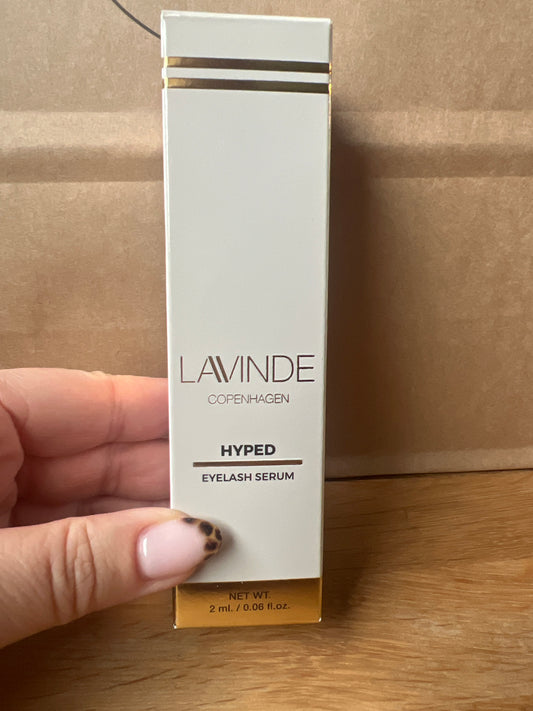 LAVINDE
COPENHAGEN
HYPED
EYELASH SERUM
NET WT.
2 ml. / 0.06 fl.oz.